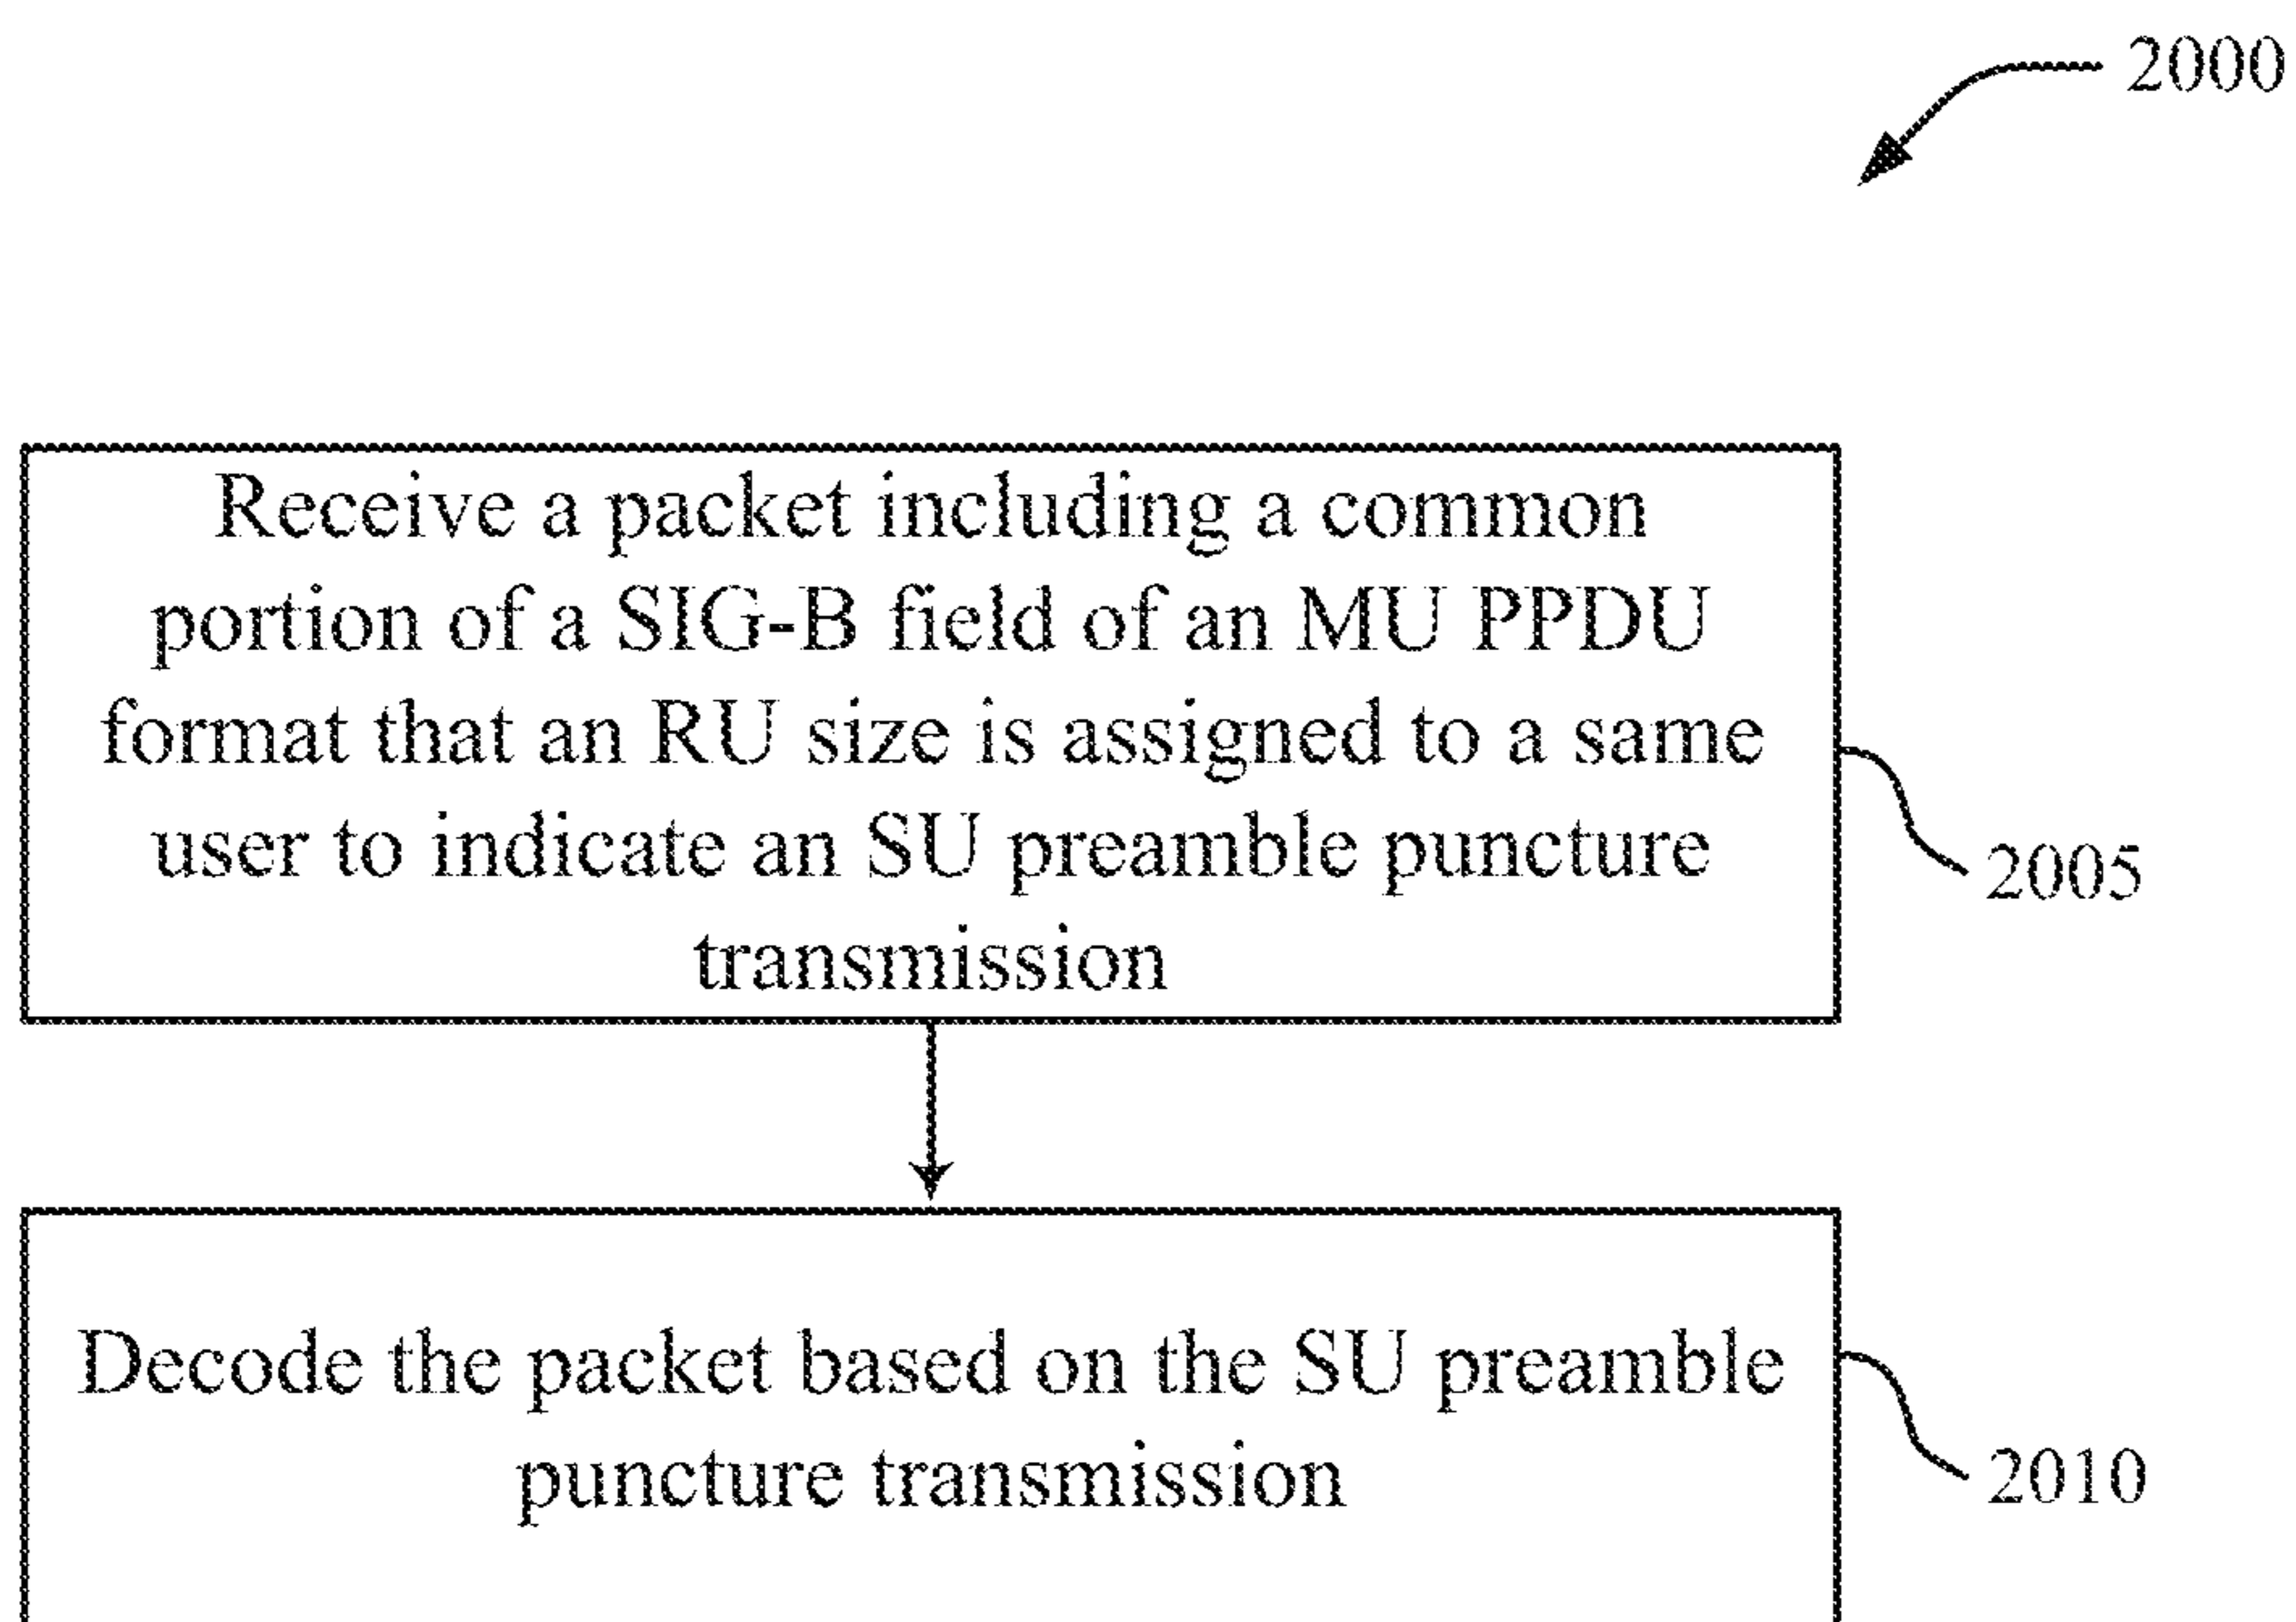 2000
Receive a packet including a common
portion of a SIG-B field of an MU PPDU
format that an RU size is assigned to a same
user to indicate an SU preamble puncture
transmission
2005
Decode the packet based on the SU preamble
puncture transmission
2010